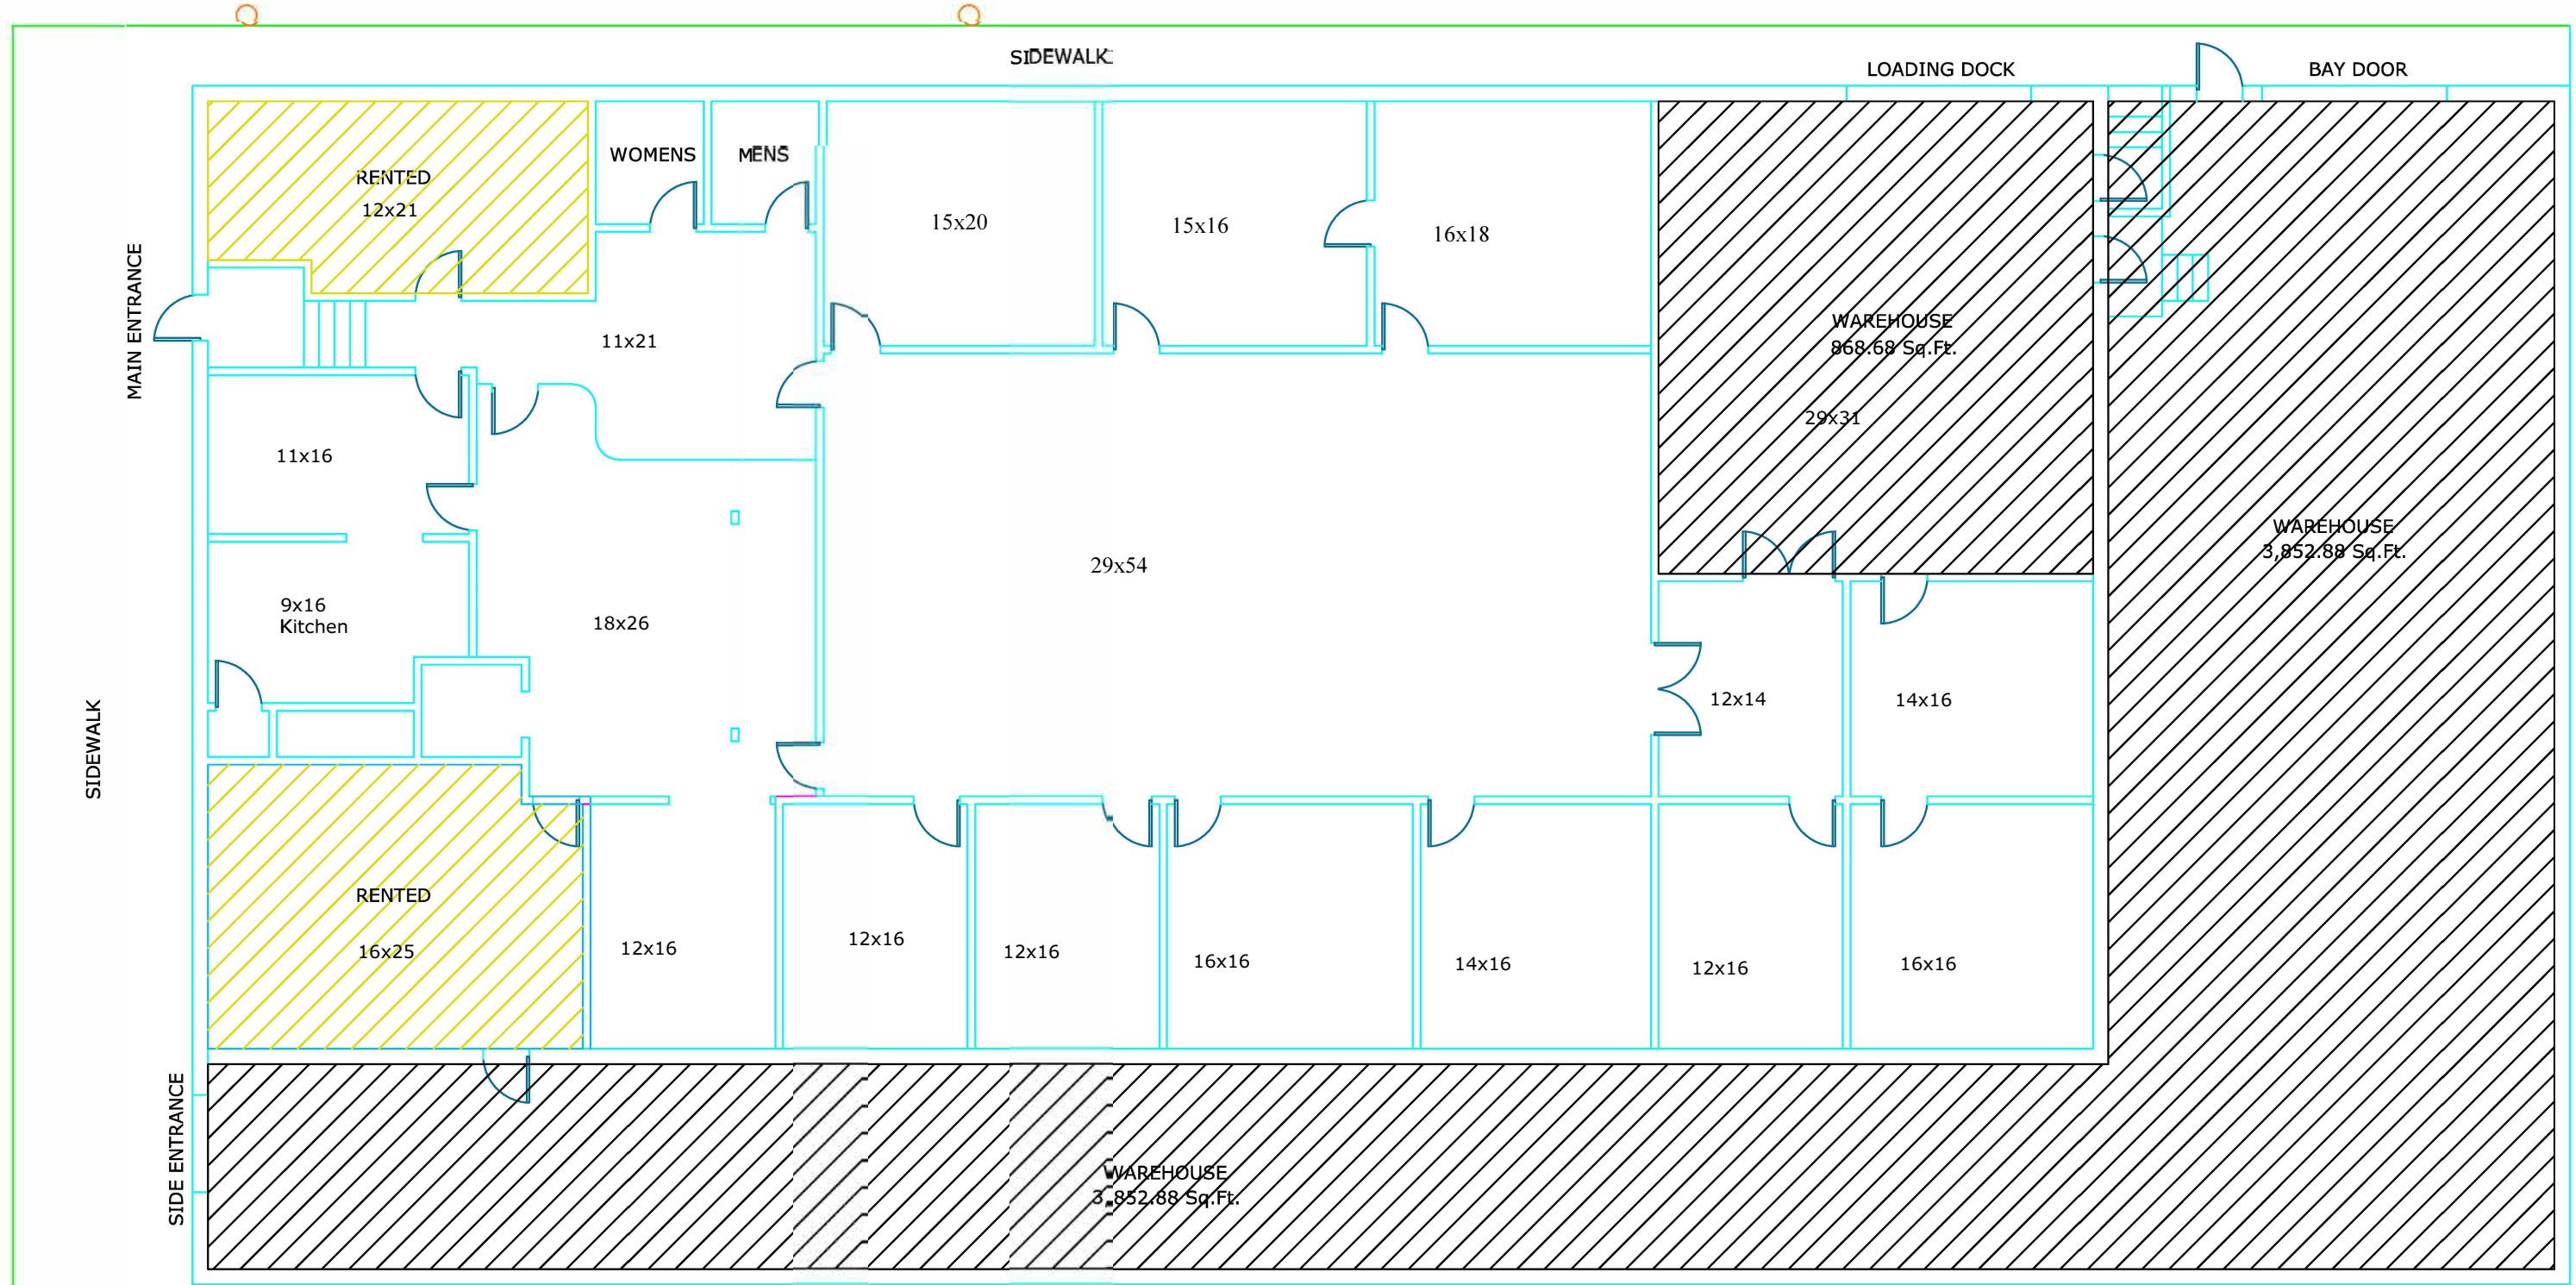 SIDEWALK
LOADING DOCK
BAY DOOR
WOMENS
MENS
RENTED
12x21
15x20
15x16
16x18
MAIN ENTRANCE
WAREHOUSE
868.68 Sq.Ft.
29x31
11x21
11x16
WAREHOUSE
3,852.88 Sq.Ft.
29x54
9x16
Kitchen
18x26
12x14
14x16
SIDEWALK
RENTED
16x25
12x16
12x16
12x16
16x16
14x16
12x16
16x16
SIDE ENTRANCE
WAREHOUSE
3,852.88 Sq.Ft.